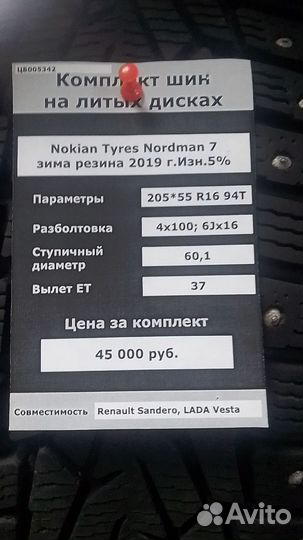 ЦБ005342
Комплект шин
на литых дисках
Nokian Tyres Nordman 7
зима резина 2019 г.Изн.5%
Параметры 205*55 R16 94T
Разболтовка 4x100; 6Jx16
Ступичный
диаметр 60,1
Вылет ET 37
Цена за комплект
45 000 руб.
Совместимость Renault Sandero, LADA Vesta
Avito